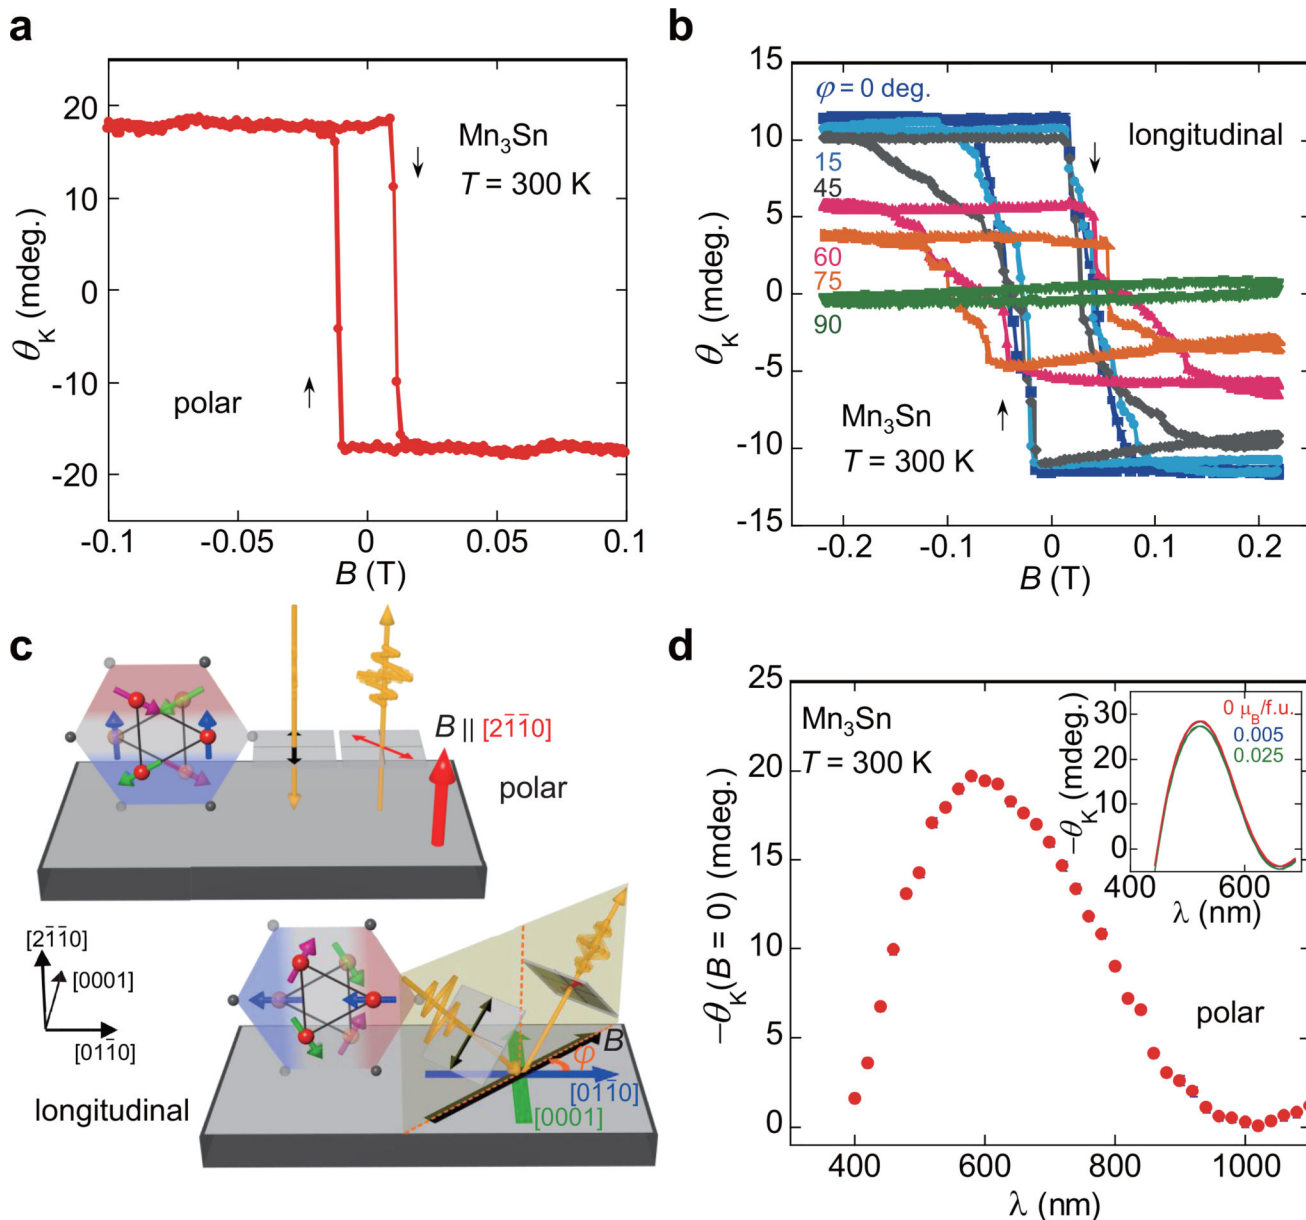 a
20
10
0
-10
-20
θK (mdeg.)
Mn3Sn
T = 300 K
polar
-0.1
-0.05
0
0.05
0.1
B (T)
b
15
10
5
0
-5
-10
-15
θK (mdeg.)
φ = 0 deg.
15
45
60
75
90
longitudinal
Mn3Sn
T = 300 K
-0.2
-0.1
0
0.1
0.2
B (T)
c
B || [21̄1̄0]
polar
[21̄1̄0]
[0001]
[011̄0]
B
φ
[011̄0]
[0001]
longitudinal
d
25
20
15
10
5
0
−θK(B = 0) (mdeg.)
Mn3Sn
T = 300 K
30
20
10
0
−θK (mdeg.)
0 μB/f.u.
0.005
0.025
400
600
λ (nm)
polar
400
600
800
1000
λ (nm)